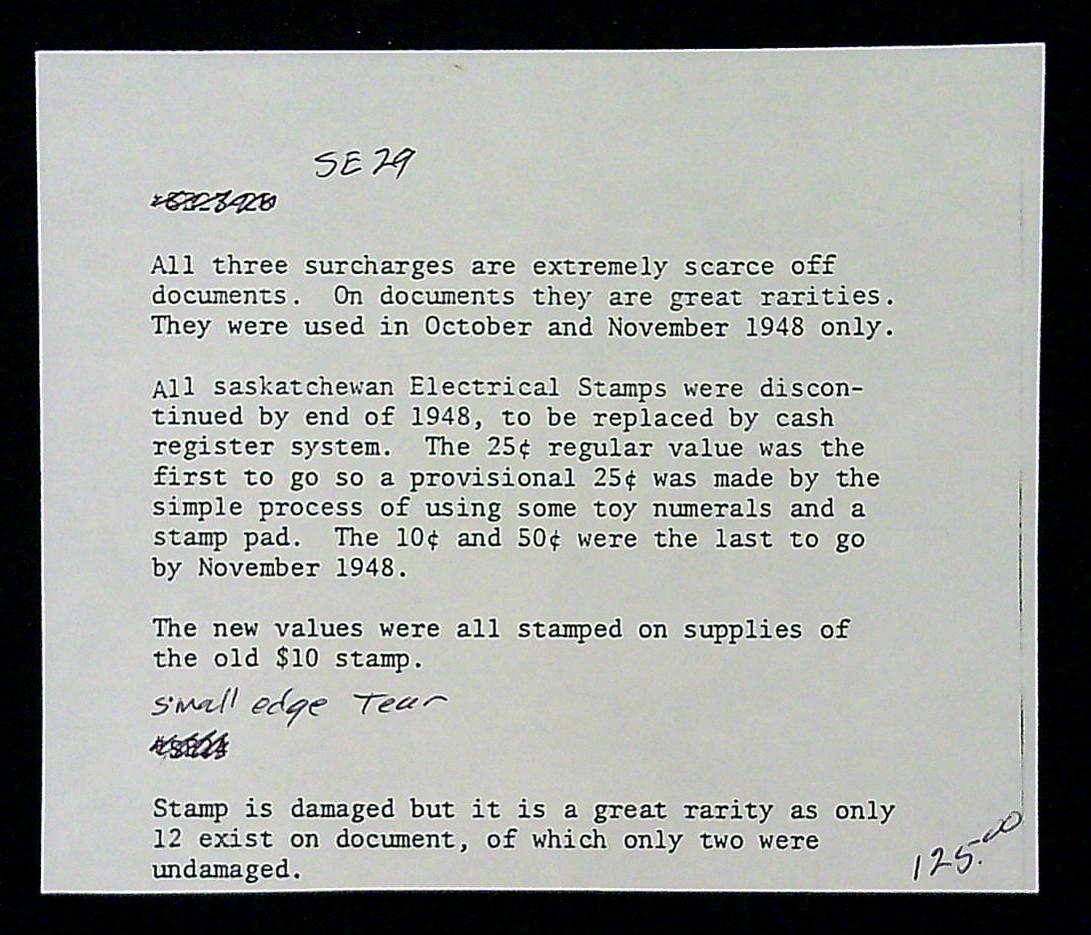 SE 29
All three surcharges are extremely scarce off
documents. On documents they are great rarities.
They were used in October and November 1948 only.
All saskatchewan Electrical Stamps were discon-
tinued by end of 1948, to be replaced by cash
register system. The 25¢ regular value was the
first to go so a provisional 25¢ was made by the
simple process of using some toy numerals and a
stamp pad. The 10¢ and 50¢ were the last to go
by November 1948.
The new values were all stamped on supplies of
the old $10 stamp.
small edge Tear
Stamp is damaged but it is a great rarity as only
12 exist on document, of which only two were
undamaged.
125.00